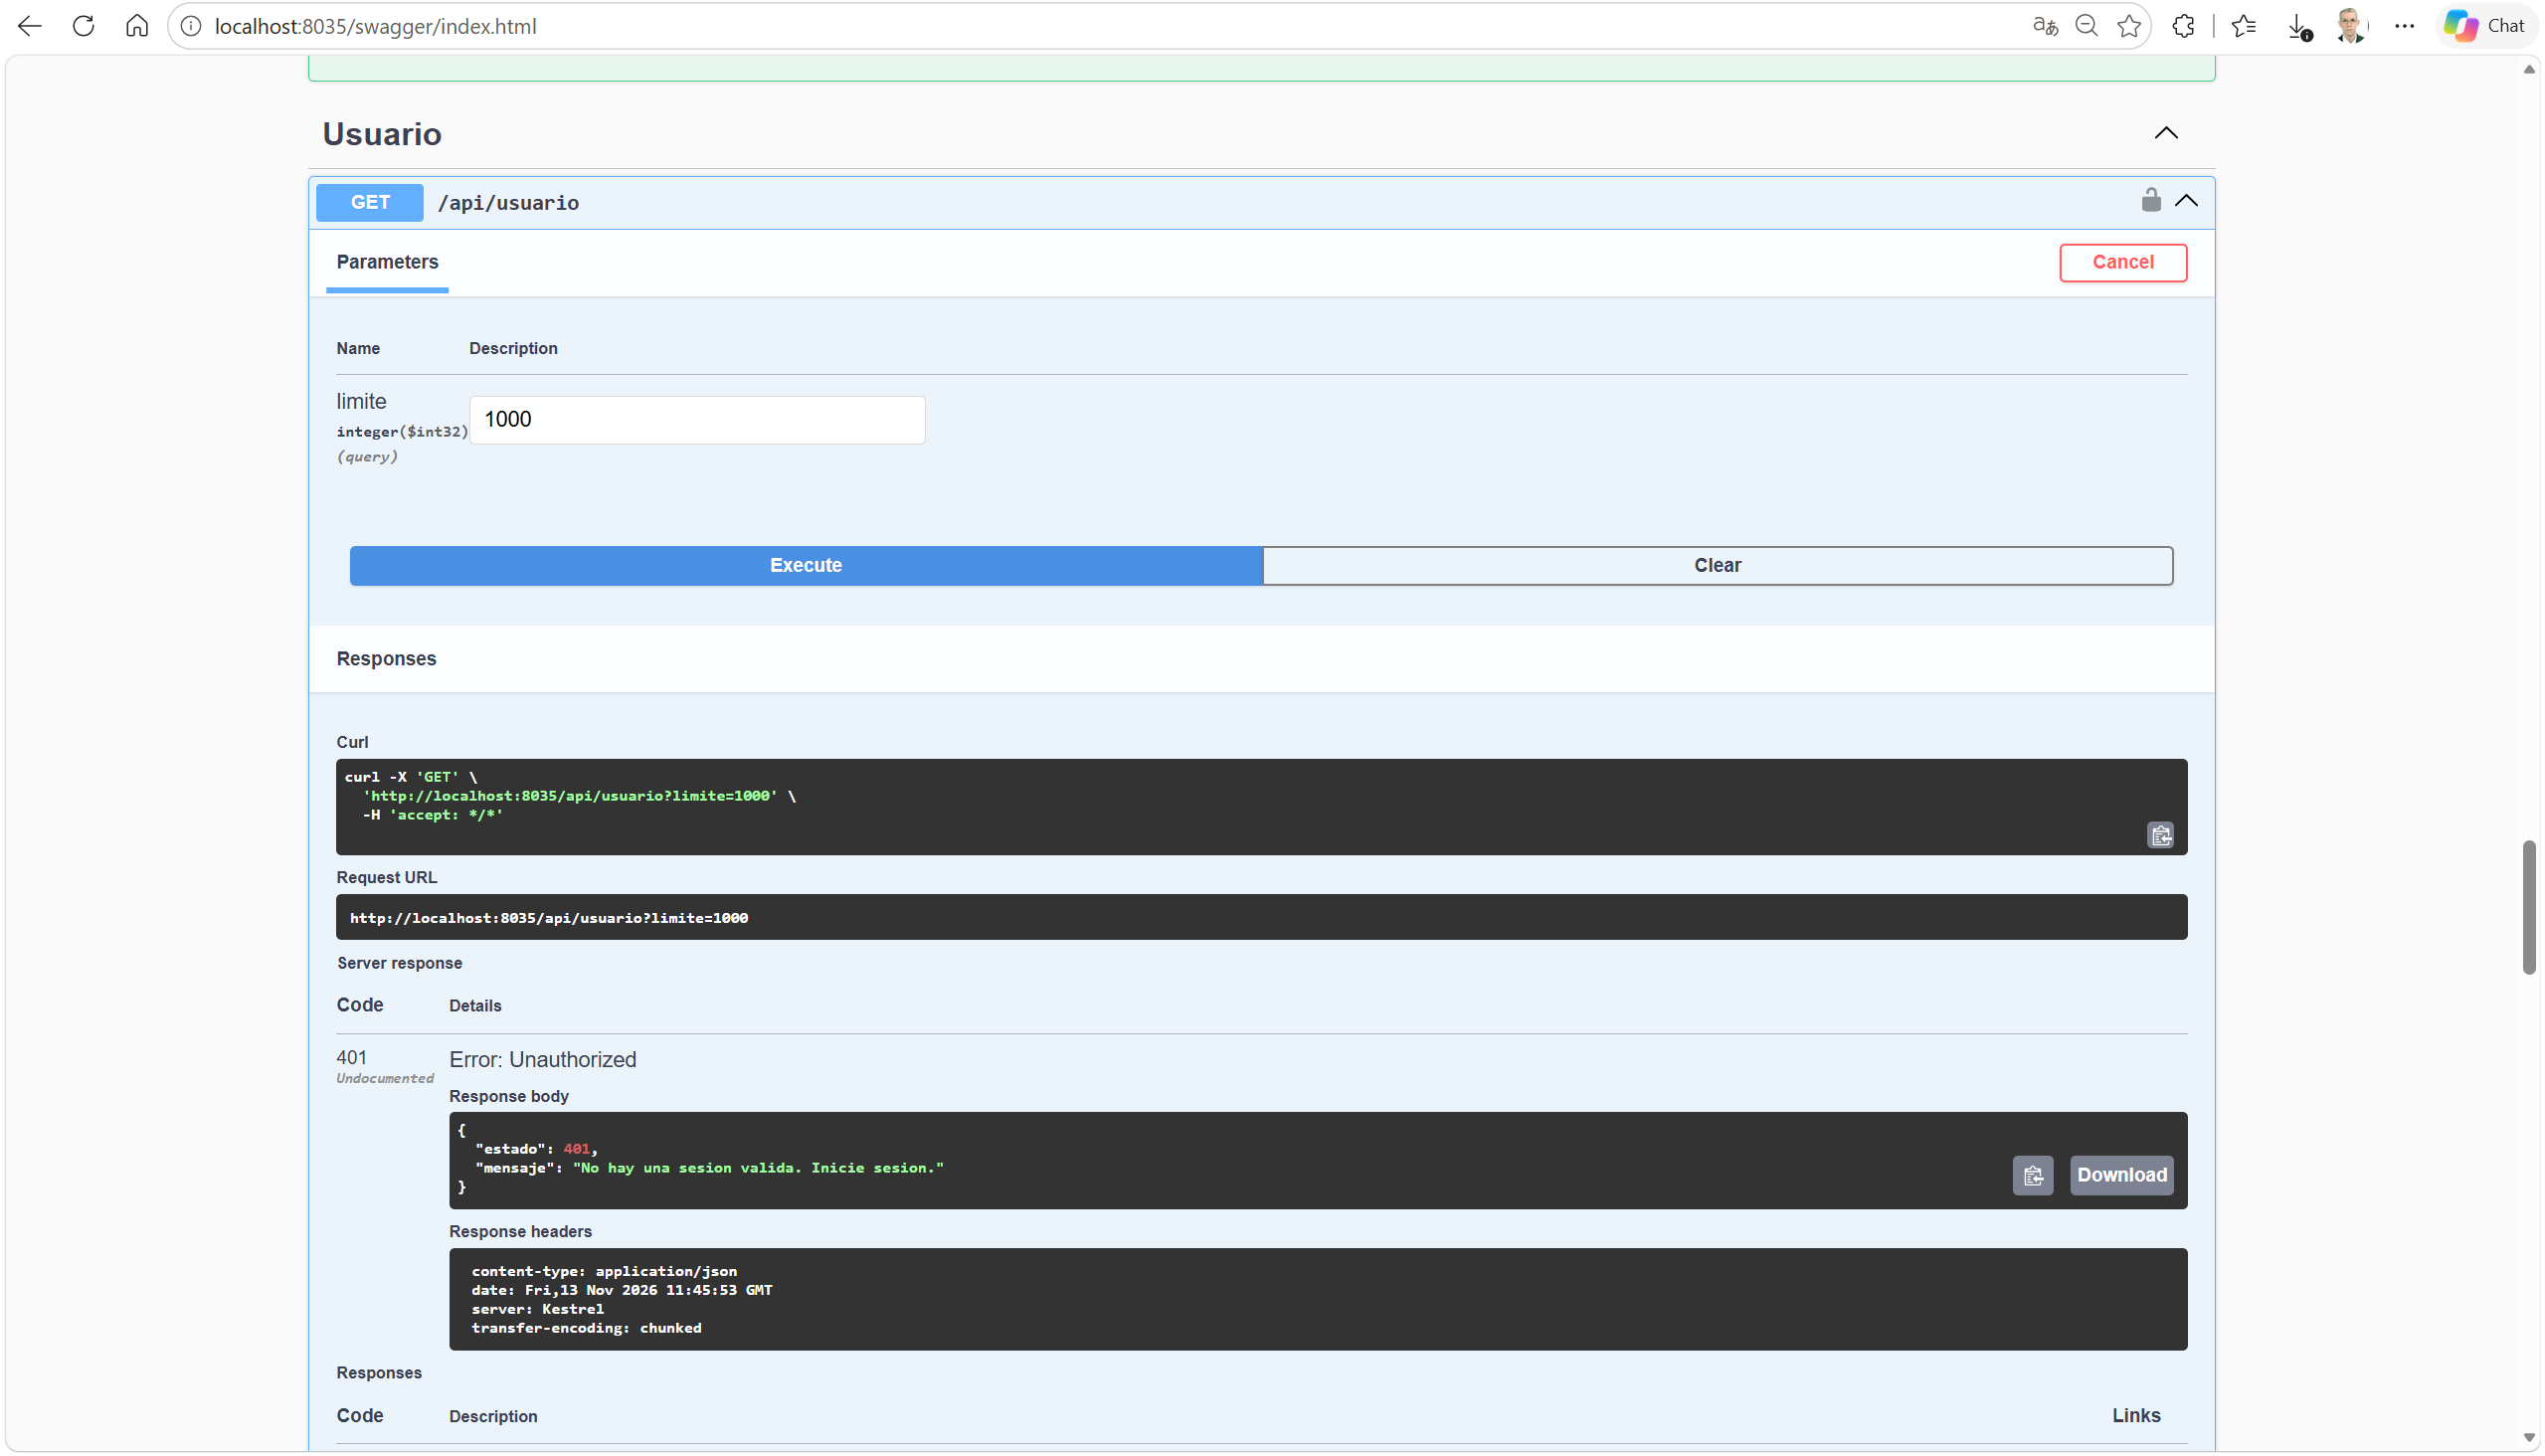 localhost:8035/swagger/index.html
Chat
Usuario
GET /api/usuario
Parameters
Cancel
Name Description
limite
integer($int32)
(query)
1000
Execute Clear
Responses
Curl
curl -X 'GET' \
'http://localhost:8035/api/usuario?limite=1000' \
-H 'accept: */*'
Request URL
http://localhost:8035/api/usuario?limite=1000
Server response
Code Details
401
Undocumented
Error: Unauthorized
Response body
{
"estado": 401,
"mensaje": "No hay una sesion valida. Inicie sesion."
}
Download
Response headers
content-type: application/json
date: Fri,13 Nov 2026 11:45:53 GMT
server: Kestrel
transfer-encoding: chunked
Responses
Code Description Links